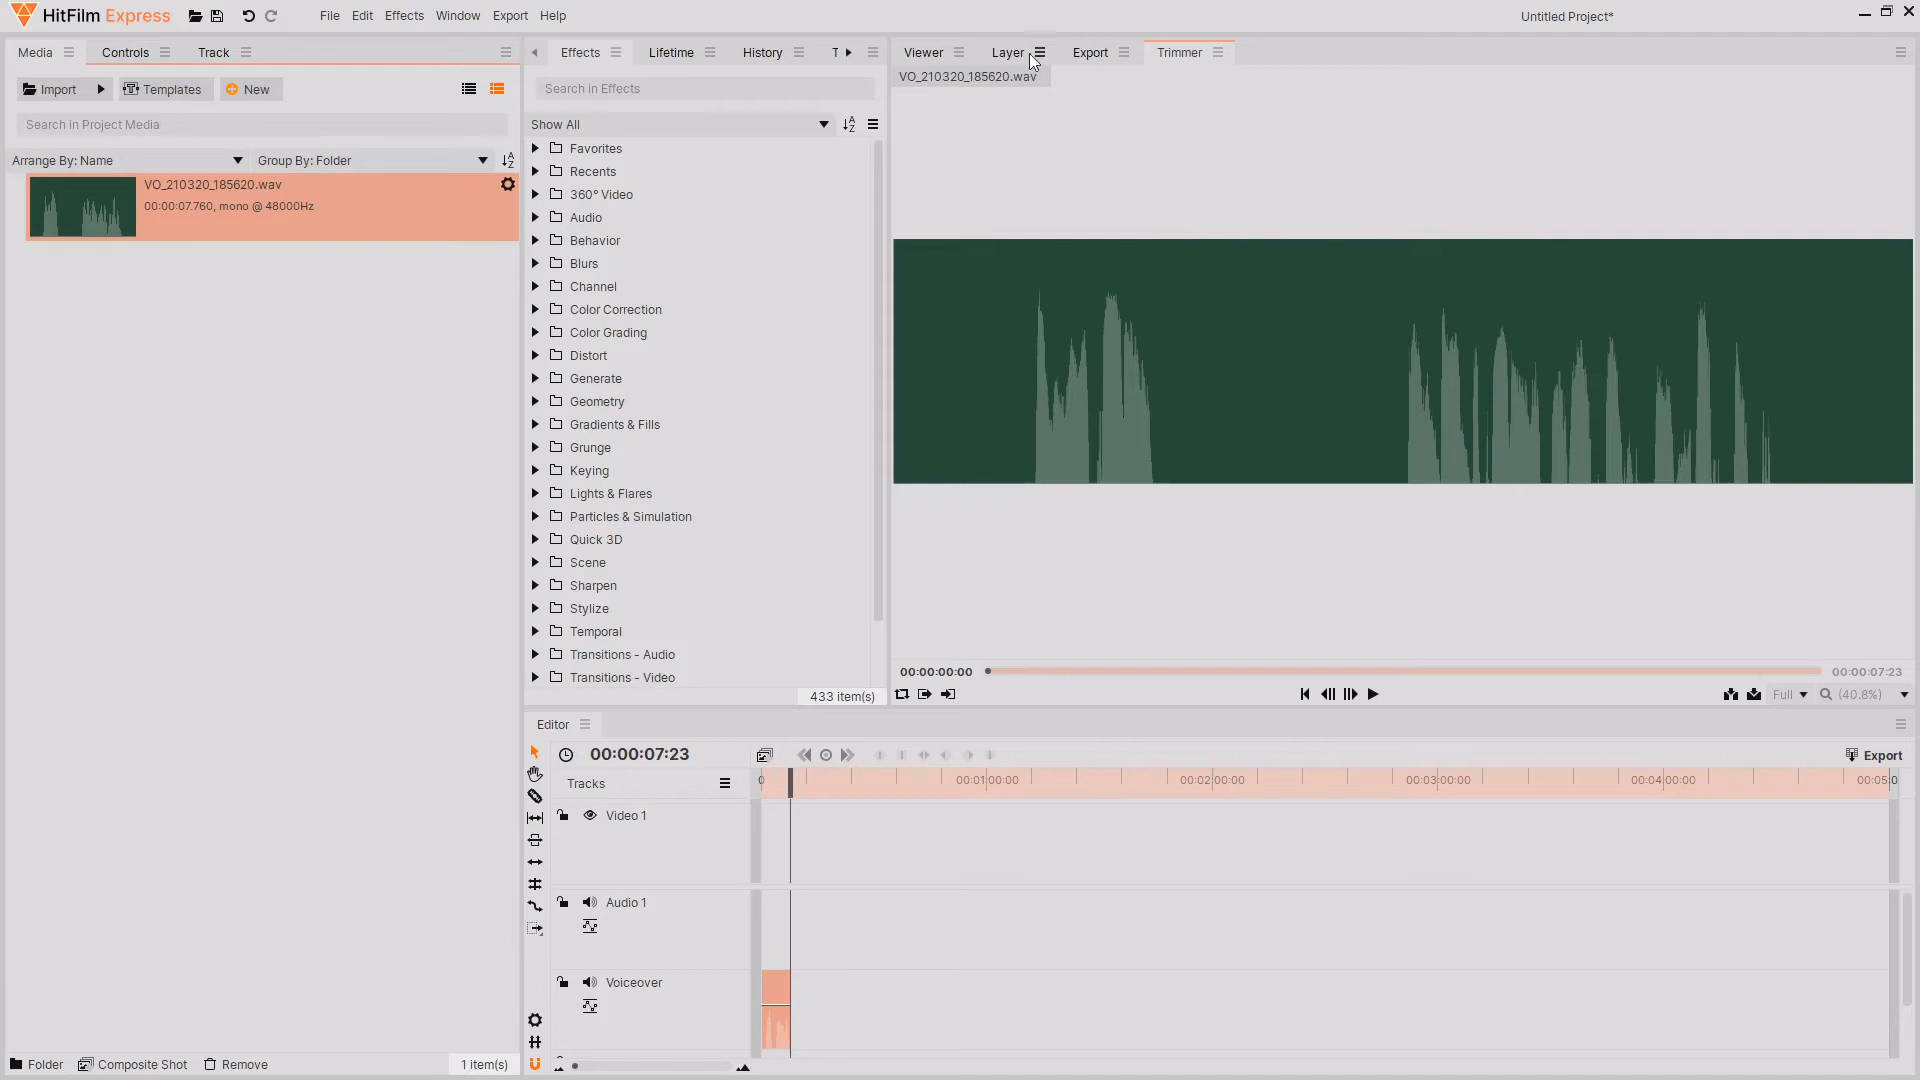 HitFilm Express
File Edit Effects Window Export Help
Untitled Project*
Media Controls Track
Effects Lifetime History T
Viewer Layer Export Trimmer
VO_210320_185620.wav
Import Templates New
Search in Effects
Search in Project Media
Show All
Arrange By: Name Group By: Folder
VO_210320_185620.wav
00:00:07.760, mono @ 48000Hz
Favorites
Recents
360° Video
Audio
Behavior
Blurs
Channel
Color Correction
Color Grading
Distort
Generate
Geometry
Gradients & Fills
Grunge
Keying
Lights & Flares
Particles & Simulation
Quick 3D
Scene
Sharpen
Stylize
Temporal
Transitions - Audio
Transitions - Video
433 item(s)
00:00:00:00 00:00:07:23
Full (40.8%)
Editor
00:00:07:23
Export
Tracks
0 00:01:00:00 00:02:00:00 00:03:00:00 00:04:00:00 00:05:0
Video 1
Audio 1
Voiceover
Folder Composite Shot Remove 1 item(s)